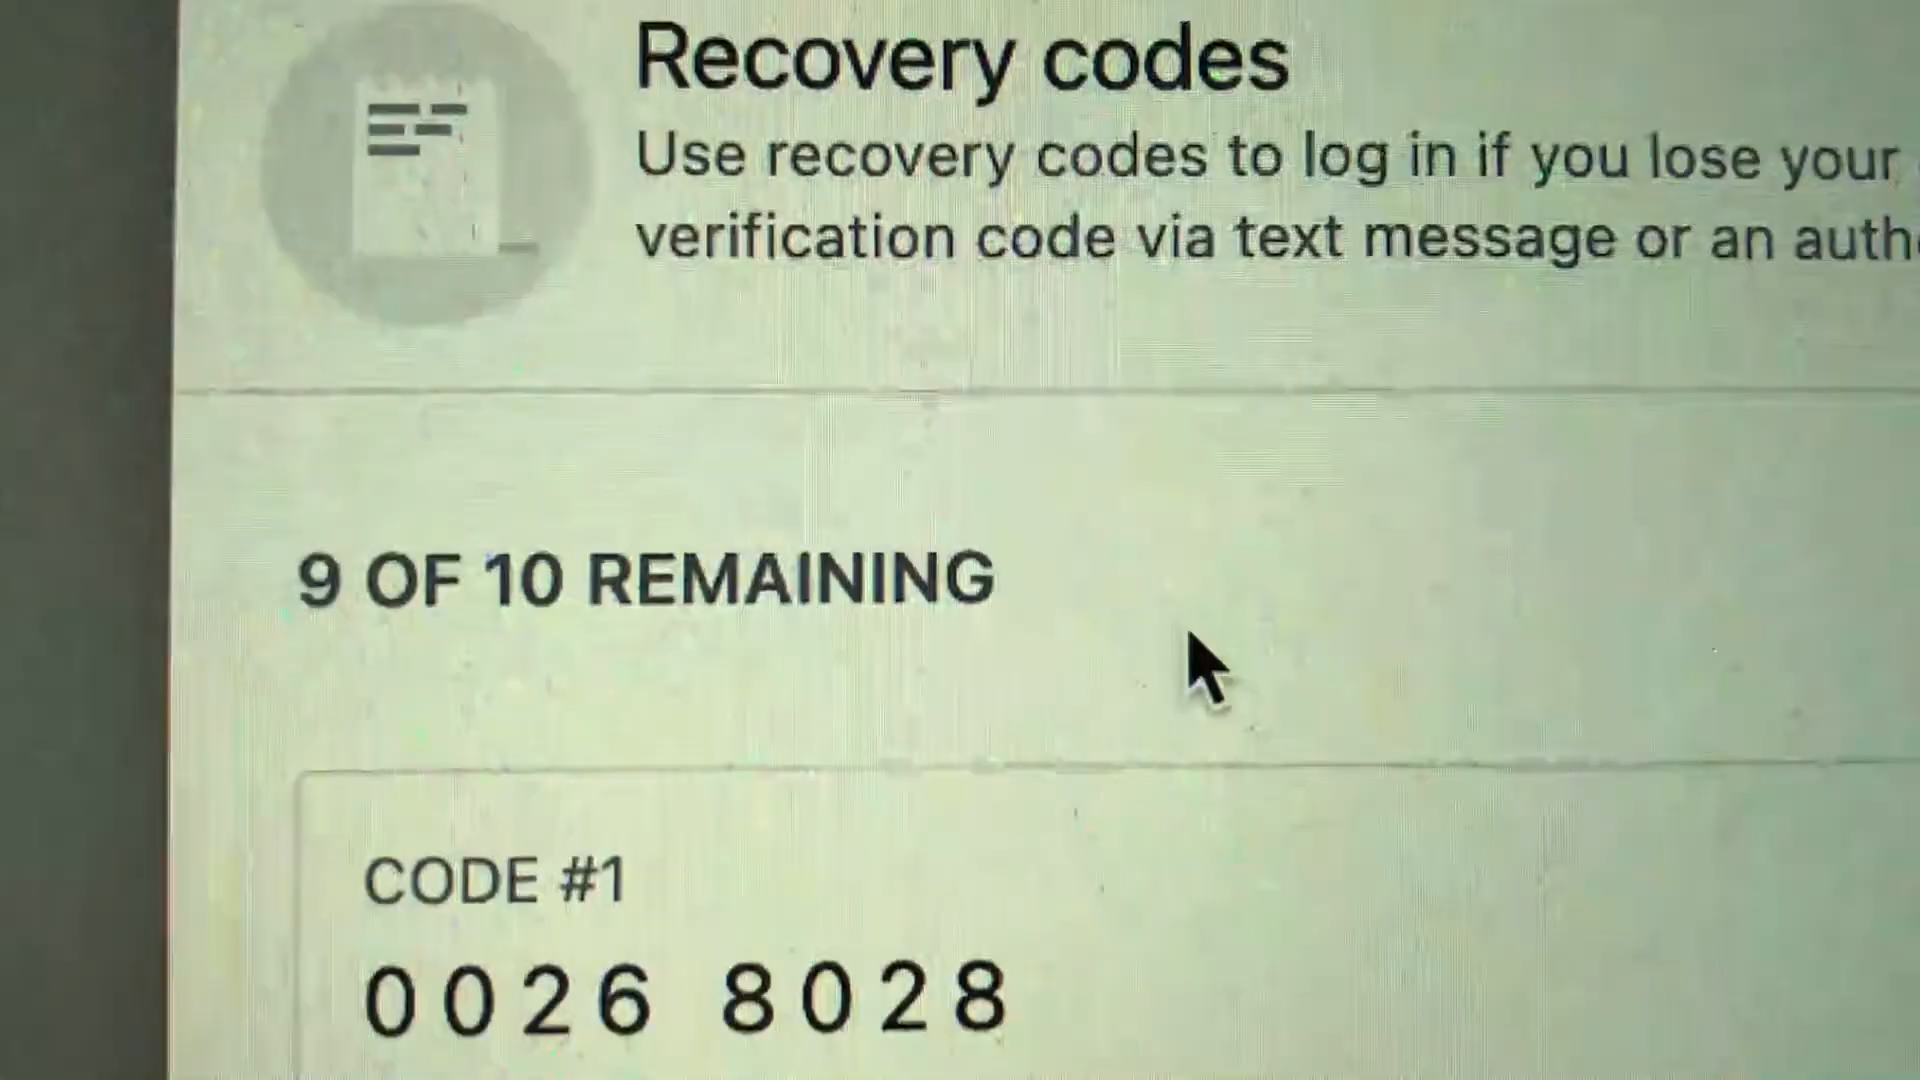 Recovery codes
Use recovery codes to log in if you lose your
verification code via text message or an
9 OF 10 REMAINING
CODE #1
0026 8028